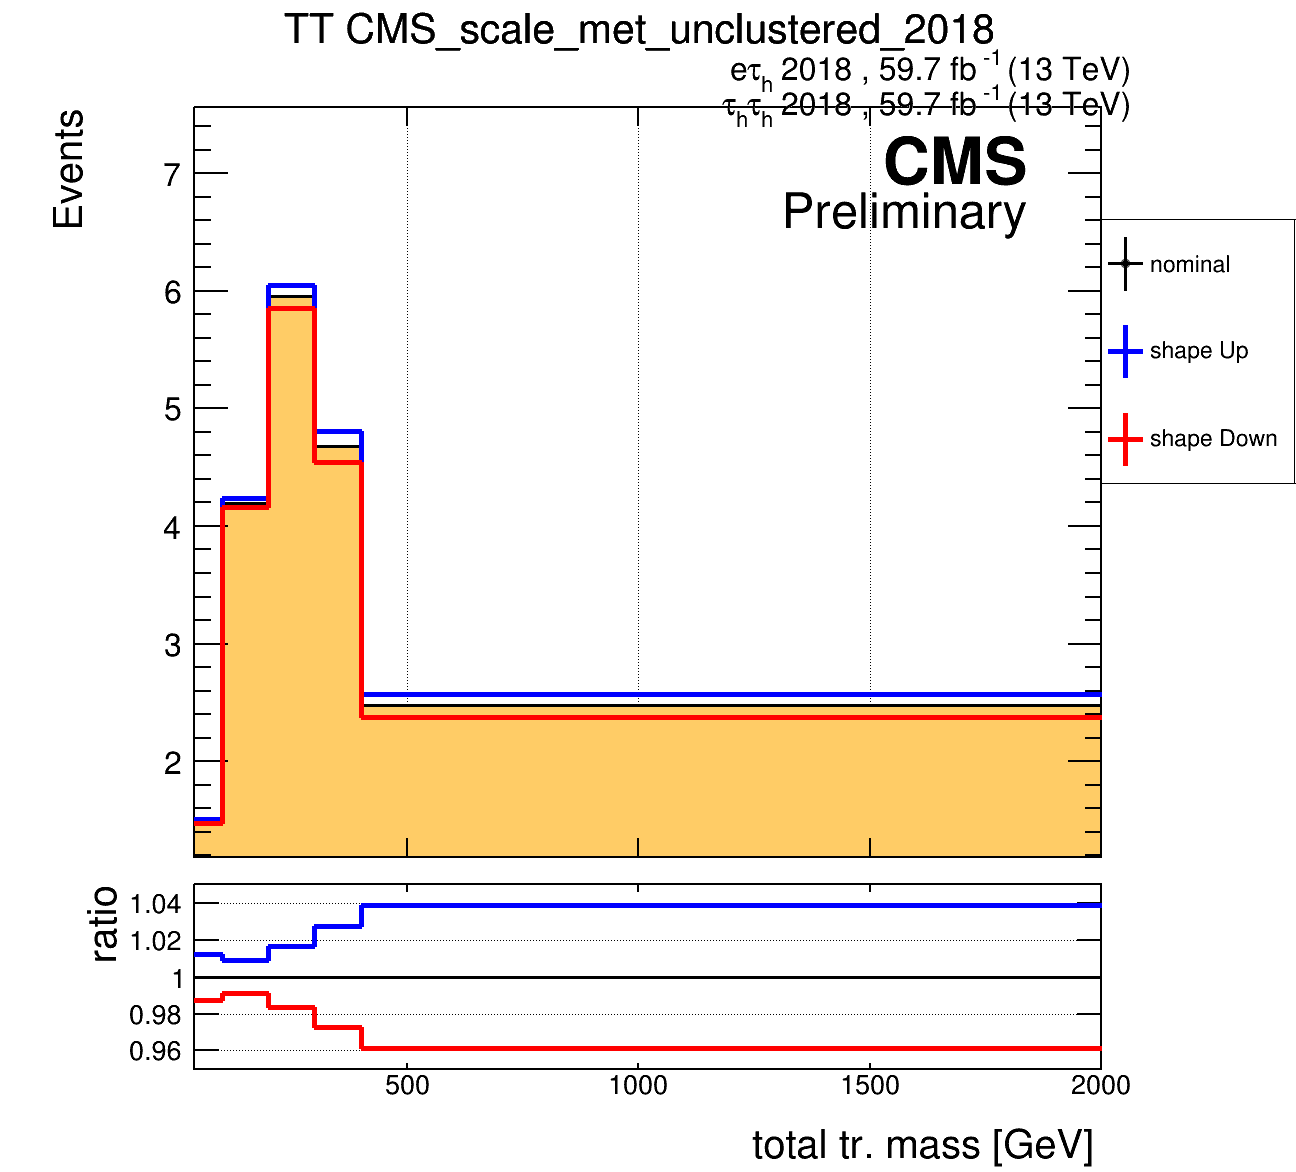 TT CMS_scale_met_unclustered_2018
eτh 2018 , 59.7 fb-1 (13 TeV)
τhτh 2018 , 59.7 fb-1 (13 TeV)
Events
CMS
Preliminary
7
6
5
4
3
2
nominal
shape Up
shape Down
ratio
1.04
1.02
1
0.98
0.96
500 1000 1500 2000
total tr. mass [GeV]